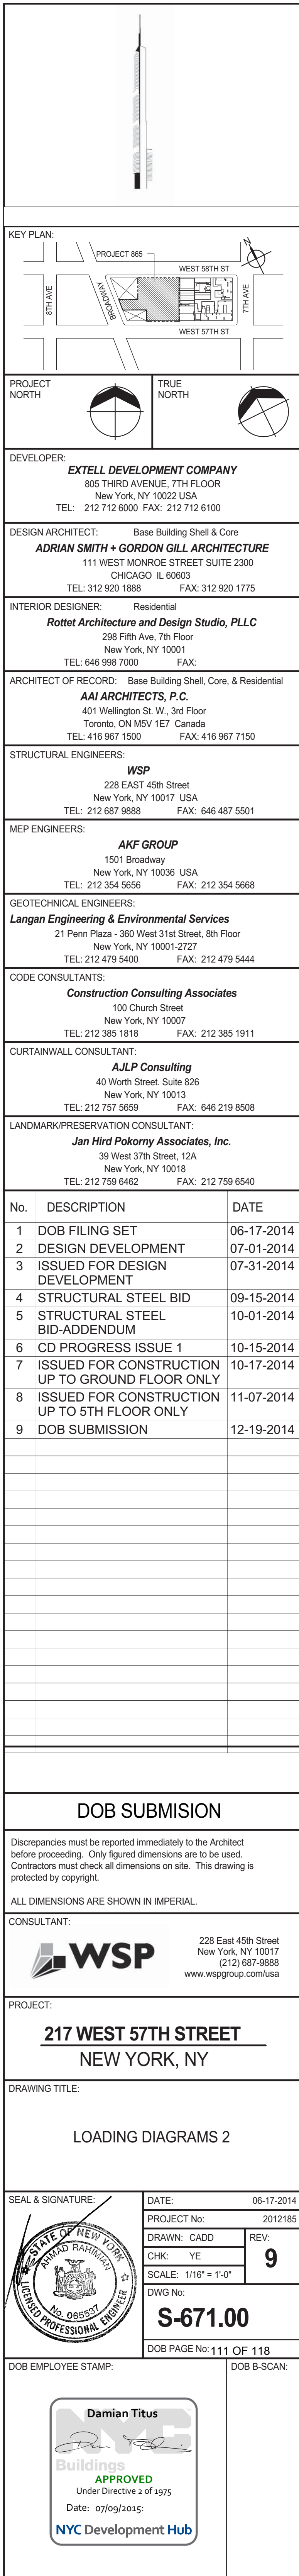 KEY PLAN:
N
PROJECT 865
WEST 58TH ST
8TH AVE
BROADWAY
7TH AVE
WEST 57TH ST
PROJECT NORTH
TRUE NORTH
DEVELOPER:
EXTELL DEVELOPMENT COMPANY
805 THIRD AVENUE, 7TH FLOOR
New York, NY 10022 USA
TEL: 212 712 6000 FAX: 212 712 6100
DESIGN ARCHITECT: Base Building Shell & Core
ADRIAN SMITH + GORDON GILL ARCHITECTURE
111 WEST MONROE STREET SUITE 2300
CHICAGO IL 60603
TEL: 312 920 1888 FAX: 312 920 1775
INTERIOR DESIGNER: Residential
Rottet Architecture and Design Studio, PLLC
298 Fifth Ave, 7th Floor
New York, NY 10001
TEL: 646 998 7000 FAX:
ARCHITECT OF RECORD: Base Building Shell, Core, & Residential
AAI ARCHITECTS, P.C.
401 Wellington St. W., 3rd Floor
Toronto, ON M5V 1E7 Canada
TEL: 416 967 1500 FAX: 416 967 7150
STRUCTURAL ENGINEERS:
WSP
228 EAST 45th Street
New York, NY 10017 USA
TEL: 212 687 9888 FAX: 646 487 5501
MEP ENGINEERS:
AKF GROUP
1501 Broadway
New York, NY 10036 USA
TEL: 212 354 5656 FAX: 212 354 5668
GEOTECHNICAL ENGINEERS:
Langan Engineering & Environmental Services
21 Penn Plaza - 360 West 31st Street, 8th Floor
New York, NY 10001-2727
TEL: 212 479 5400 FAX: 212 479 5444
CODE CONSULTANTS:
Construction Consulting Associates
100 Church Street
New York, NY 10007
TEL: 212 385 1818 FAX: 212 385 1911
CURTAINWALL CONSULTANT:
AJLP Consulting
40 Worth Street. Suite 826
New York, NY 10013
TEL: 212 757 5659 FAX: 646 219 8508
LANDMARK/PRESERVATION CONSULTANT:
Jan Hird Pokorny Associates, Inc.
39 West 37th Street, 12A
New York, NY 10018
TEL: 212 759 6462 FAX: 212 759 6540
No. DESCRIPTION DATE
1 DOB FILING SET 06-17-2014
2 DESIGN DEVELOPMENT 07-01-2014
3 ISSUED FOR DESIGN 07-31-2014
DEVELOPMENT
4 STRUCTURAL STEEL BID 09-15-2014
5 STRUCTURAL STEEL 10-01-2014
BID-ADDENDUM
6 CD PROGRESS ISSUE 1 10-15-2014
7 ISSUED FOR CONSTRUCTION 10-17-2014
UP TO GROUND FLOOR ONLY
8 ISSUED FOR CONSTRUCTION 11-07-2014
UP TO 5TH FLOOR ONLY
9 DOB SUBMISSION 12-19-2014
DOB SUBMISION
Discrepancies must be reported immediately to the Architect
before proceeding. Only figured dimensions are to be used.
Contractors must check all dimensions on site. This drawing is
protected by copyright.
ALL DIMENSIONS ARE SHOWN IN IMPERIAL.
CONSULTANT:
WSP
228 East 45th Street
New York, NY 10017
(212) 687-9888
www.wspgroup.com/usa
PROJECT:
217 WEST 57TH STREET
NEW YORK, NY
DRAWING TITLE:
LOADING DIAGRAMS 2
SEAL & SIGNATURE:
STATE OF NEW YORK
AHMAD RAHIMIAN
No. 065537
LICENSED PROFESSIONAL ENGINEER
DATE: 06-17-2014
PROJECT No: 2012185
DRAWN: CADD
CHK: YE
SCALE: 1/16" = 1'-0"
REV:
9
DWG No:
S-671.00
DOB PAGE No: 111 OF 118
DOB EMPLOYEE STAMP:
DOB B-SCAN:
Damian Titus
NYC
Buildings
APPROVED
Under Directive 2 of 1975
Date: 07/09/2015:
NYC Development Hub